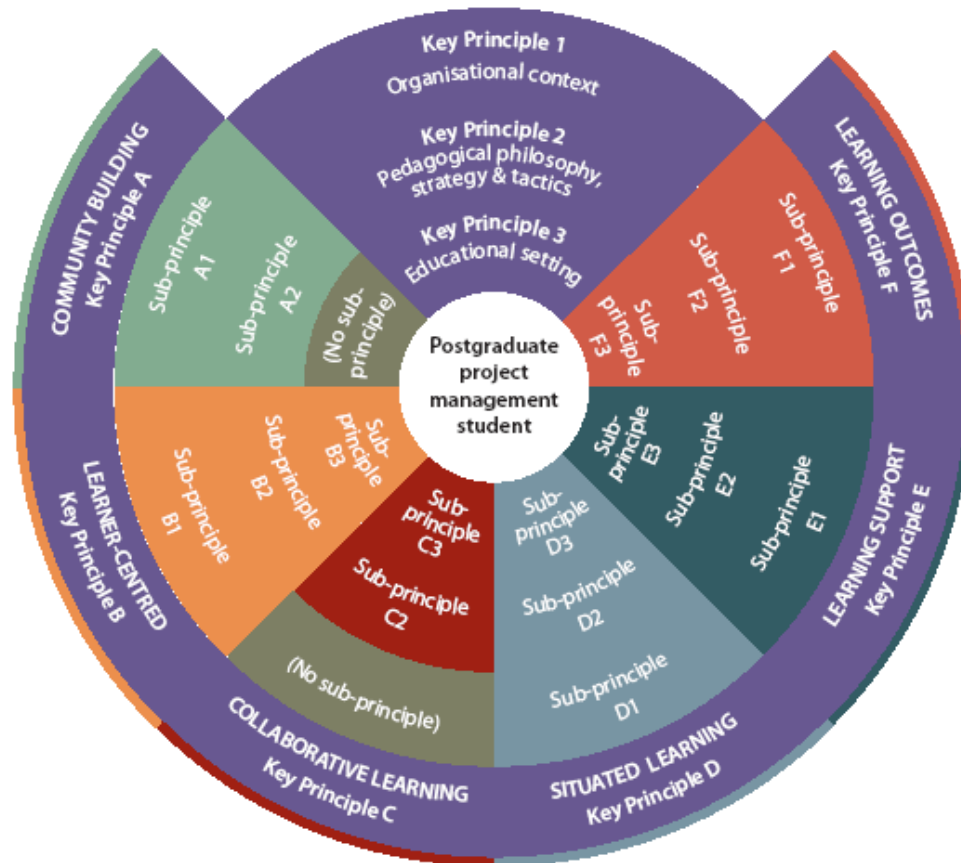 Key Principle 1
Organisational context
Key Principle 2
Pedagogical philosophy,
strategy & tactics
Key Principle 3
Educational setting
Postgraduate
project
management
student
COMMUNITY BUILDING
Key Principle A
Sub-principle
A1
Sub-principle
A2
(No sub-
principle)
LEARNER-CENTRED
Key Principle B
Sub-principle
B1
Sub-principle
B2
Sub-
principle
B3
COLLABORATIVE LEARNING
Key Principle C
(No sub-principle)
Sub-principle
C2
Sub-
principle
C3
SITUATED LEARNING
Key Principle D
Sub-principle
D1
Sub-principle
D2
Sub-
principle
D3
LEARNING SUPPORT
Key Principle E
Sub-principle
E1
Sub-principle
E2
Sub-
principle
E3
LEARNING OUTCOMES
Key Principle F
Sub-principle
F1
Sub-principle
F2
Sub-
principle
F3